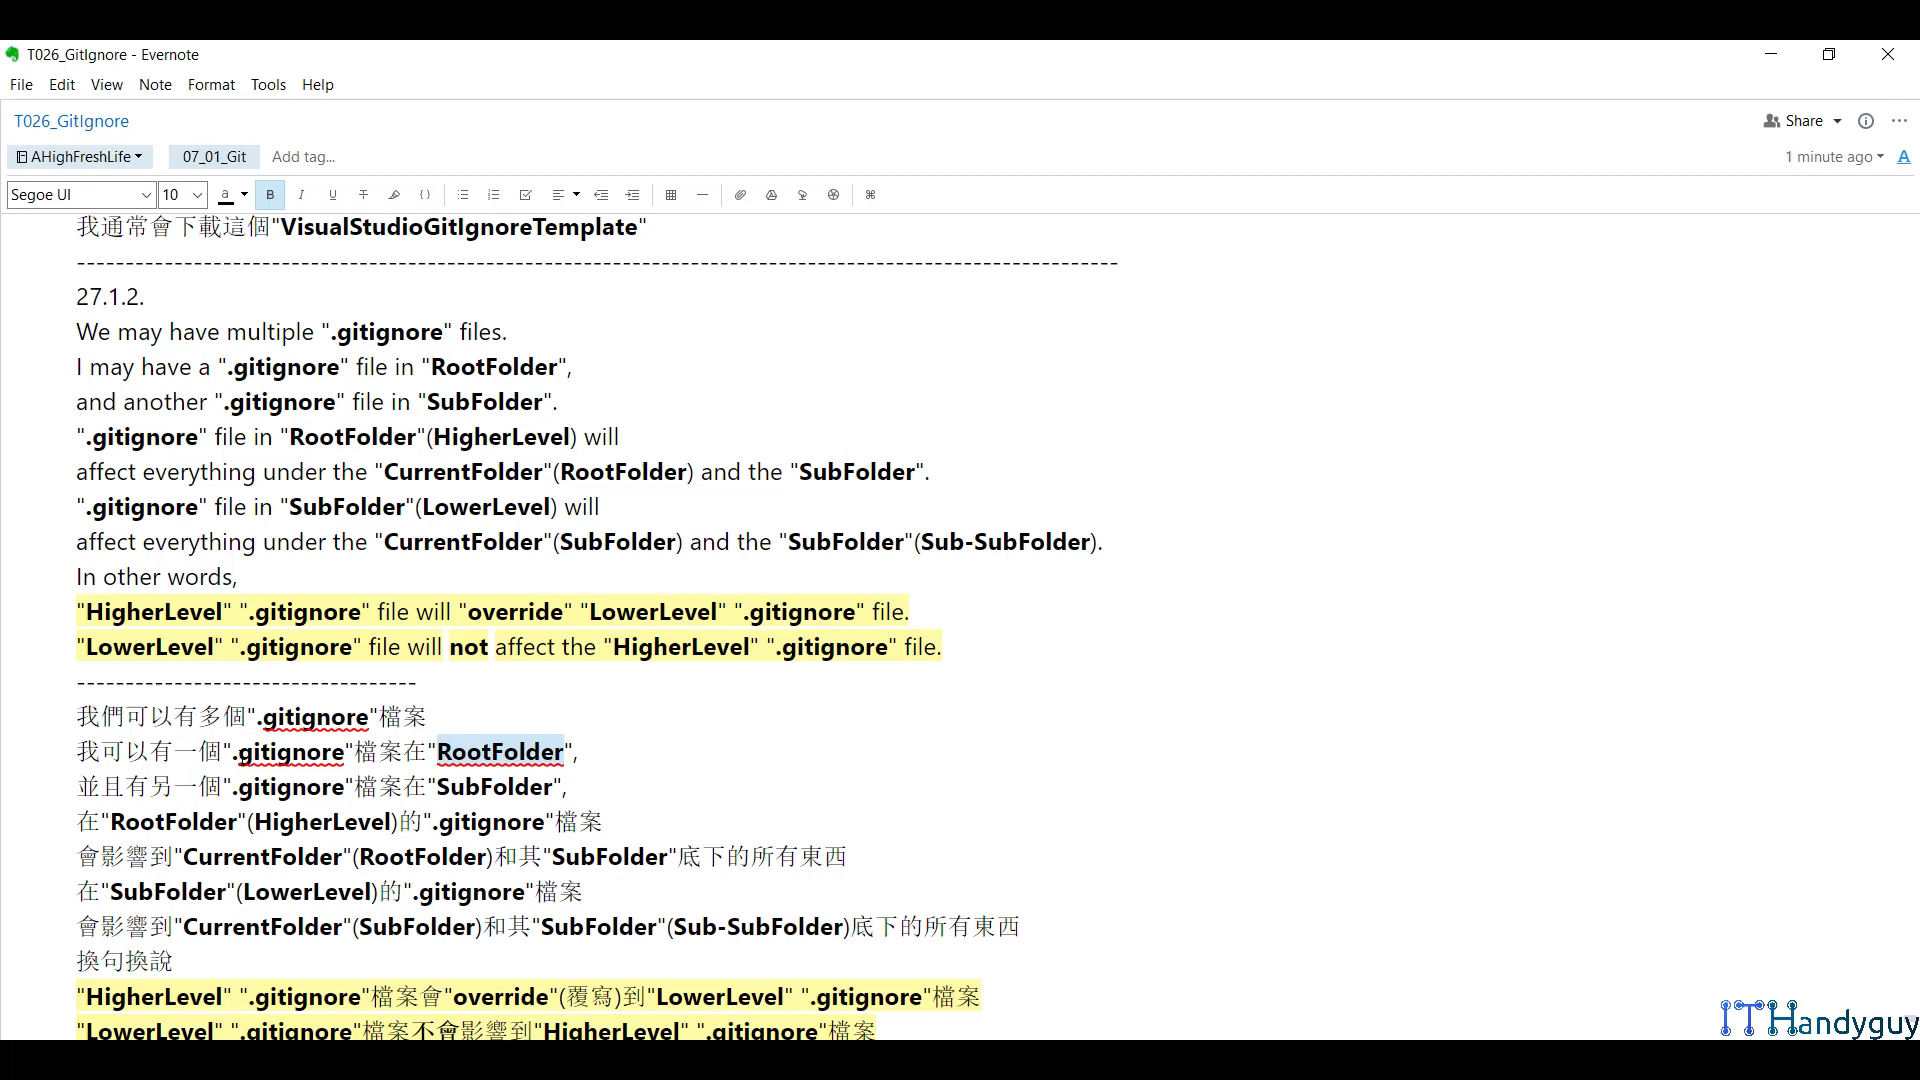 T026_GitIgnore - Evernote
File Edit View Note Format Tools Help
T026_GitIgnore
Share
AHighFreshLife 07_01_Git Add tag...
1 minute ago A
Segoe UI 10 a B I U T
我通常會下載這個"VisualStudioGitIgnoreTemplate"
-----------------------------------------------------------------------------------------------------------
27.1.2.
We may have multiple ".gitignore" files.
I may have a ".gitignore" file in "RootFolder",
and another ".gitignore" file in "SubFolder".
".gitignore" file in "RootFolder"(HigherLevel) will
affect everything under the "CurrentFolder"(RootFolder) and the "SubFolder".
".gitignore" file in "SubFolder"(LowerLevel) will
affect everything under the "CurrentFolder"(SubFolder) and the "SubFolder"(Sub-SubFolder).
In other words,
"HigherLevel" ".gitignore" file will "override" "LowerLevel" ".gitignore" file.
"LowerLevel" ".gitignore" file will not affect the "HigherLevel" ".gitignore" file.
-----------------------------------
我們可以有多個".gitignore"檔案
我可以有一個".gitignore"檔案在"RootFolder",
並且有另一個".gitignore"檔案在"SubFolder",
在"RootFolder"(HigherLevel)的".gitignore"檔案
會影響到"CurrentFolder"(RootFolder)和其"SubFolder"底下的所有東西
在"SubFolder"(LowerLevel)的".gitignore"檔案
會影響到"CurrentFolder"(SubFolder)和其"SubFolder"(Sub-SubFolder)底下的所有東西
換句換說
"HigherLevel" ".gitignore"檔案會"override"(覆寫)到"LowerLevel" ".gitignore"檔案
"LowerLevel" ".gitignore"檔案不會影響到"HigherLevel" ".gitignore"檔案
ITHandyguy